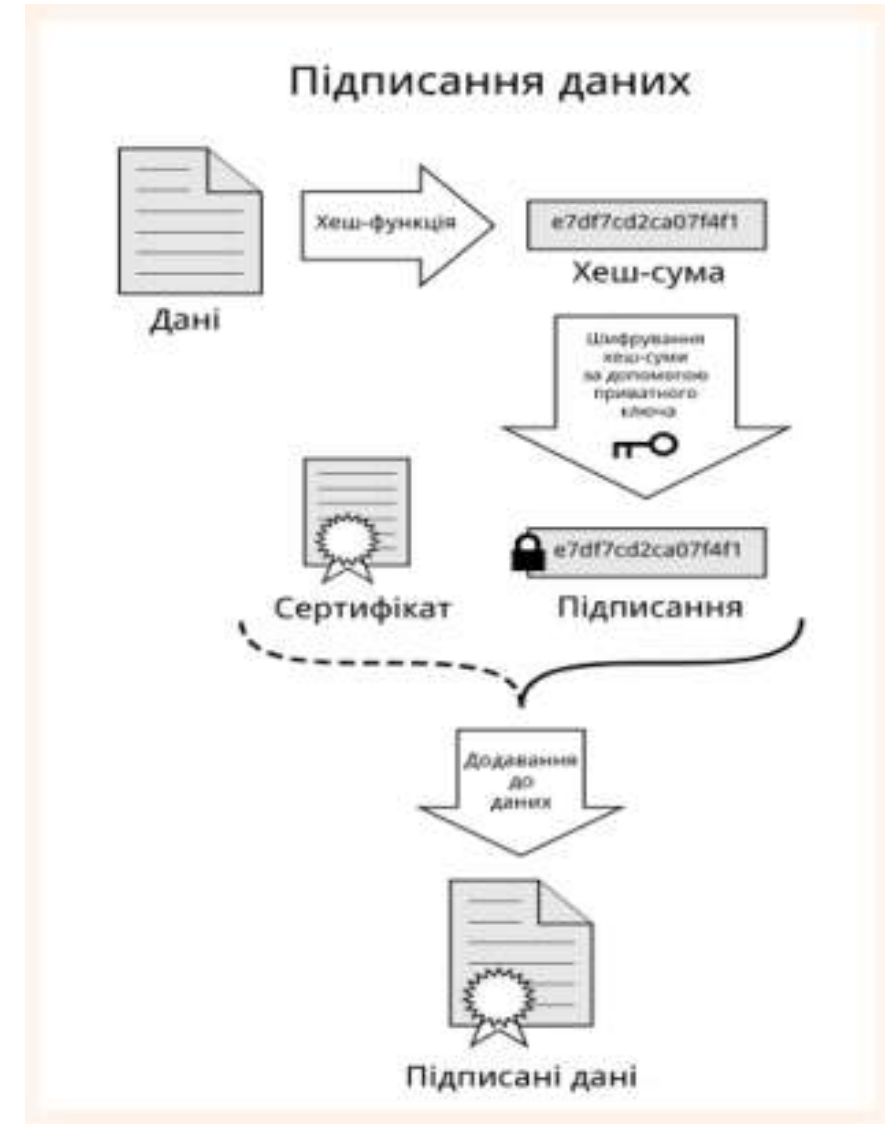 Підписання даних
Хеш-функція
e7df7cd2ca07f4f1
Дані
Хеш-сума
Шифрування
хеш-суми
за допомогою
приватного
ключа
e7df7cd2ca07f4f1
Сертифікат
Підписання
Додавання
до
даних
Підписані дані